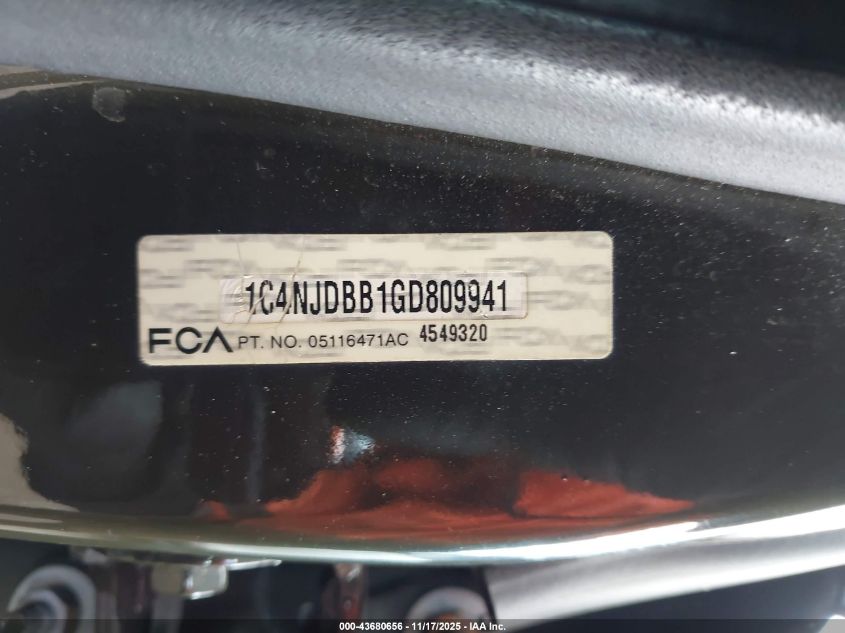 1C4NJDBB1GD809941
FCA PT. NO. 05116471AC 4549320
000-43680656 - 11/17/2025 - IAA Inc.